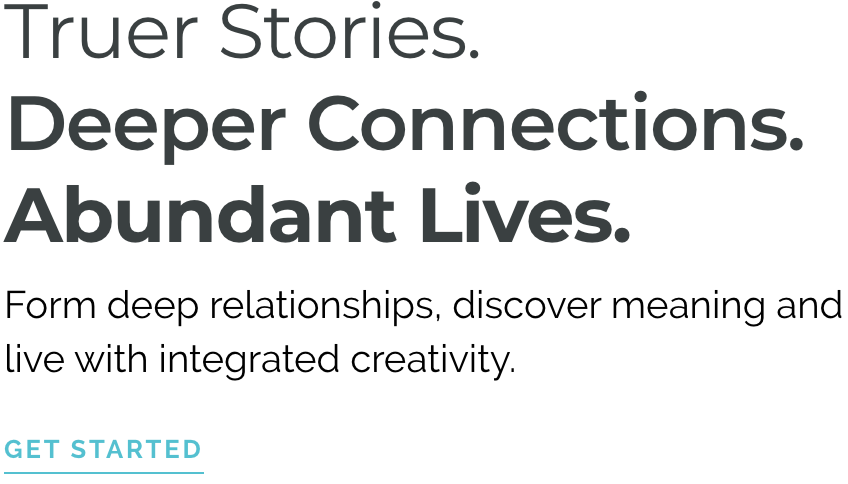 Truer Stories.
Deeper Connections.
Abundant Lives.
Form deep relationships, discover meaning and
live with integrated creativity.
GET STARTED